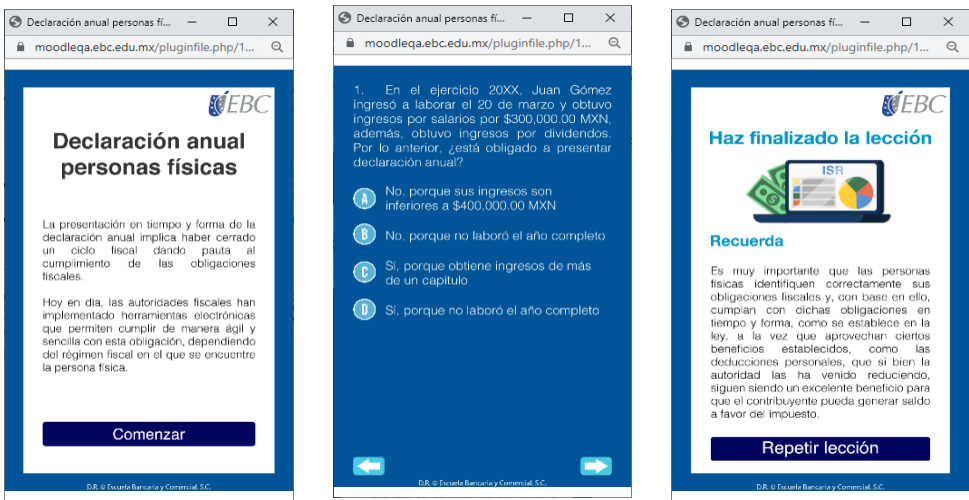 Declaración anual personas fí...
moodleqa.ebc.edu.mx/pluginfile.php/1...
EBC
Declaración anual
personas físicas
La presentación en tiempo y forma de la
declaración anual implica haber cerrado
un ciclo fiscal dando pauta al
cumplimiento de las obligaciones
fiscales.
Hoy en día, las autoridades fiscales han
implementado herramientas electrónicas
que permiten cumplir de manera ágil y
sencilla con esta obligación, dependiendo
del régimen fiscal en el que se encuentre
la persona física.
Comenzar
D.R. © Escuela Bancaria y Comercial, S.C.
Declaración anual personas fí...
moodleqa.ebc.edu.mx/pluginfile.php/1...
1. En el ejercicio 20XX, Juan Gómez
ingresó a laborar el 20 de marzo y obtuvo
ingresos por salarios por $300,000.00 MXN,
además, obtuvo ingresos por dividendos.
Por lo anterior, ¿está obligado a presentar
declaración anual?
A No, porque sus ingresos son
inferiores a $400,000.00 MXN
B No, porque no laboró el año completo
C Sí, porque obtiene ingresos de más
de un capítulo
D Sí, porque no laboró el año completo
D.R. © Escuela Bancaria y Comercial, S.C.
Declaración anual personas fí...
moodleqa.ebc.edu.mx/pluginfile.php/1...
EBC
Haz finalizado la lección
ISR
Recuerda
Es muy importante que las personas
físicas identifiquen correctamente sus
obligaciones fiscales y, con base en ello,
cumplan con dichas obligaciones en
tiempo y forma, como se establece en la
ley, a la vez que aprovechan ciertos
beneficios establecidos, como las
deducciones personales, que si bien la
autoridad las ha venido reduciendo,
siguen siendo un excelente beneficio para
que el contribuyente pueda generar saldo
a favor del impuesto.
Repetir lección
D.R. © Escuela Bancaria y Comercial, S.C.